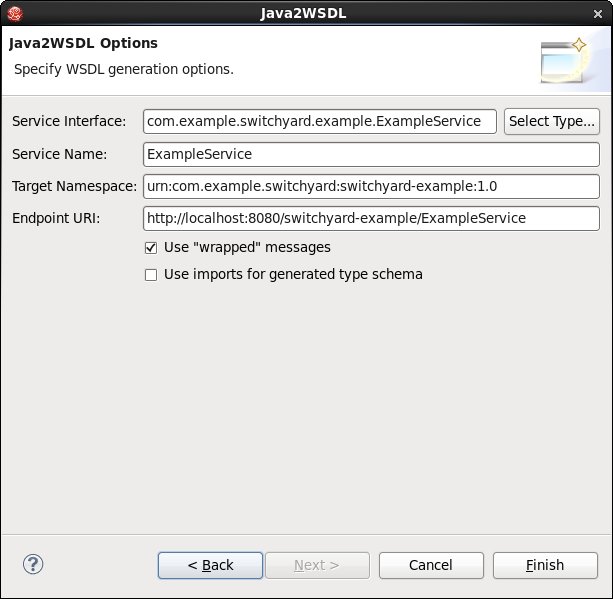 Java2WSDL
Java2WSDL Options
Specify WSDL generation options.
Service Interface: com.example.switchyard.example.ExampleService Select Type...
Service Name: ExampleService
Target Namespace: urn:com.example.switchyard:switchyard-example:1.0
Endpoint URI: http://localhost:8080/switchyard-example/ExampleService
Use "wrapped" messages
Use imports for generated type schema
? < Back Next > Cancel Finish